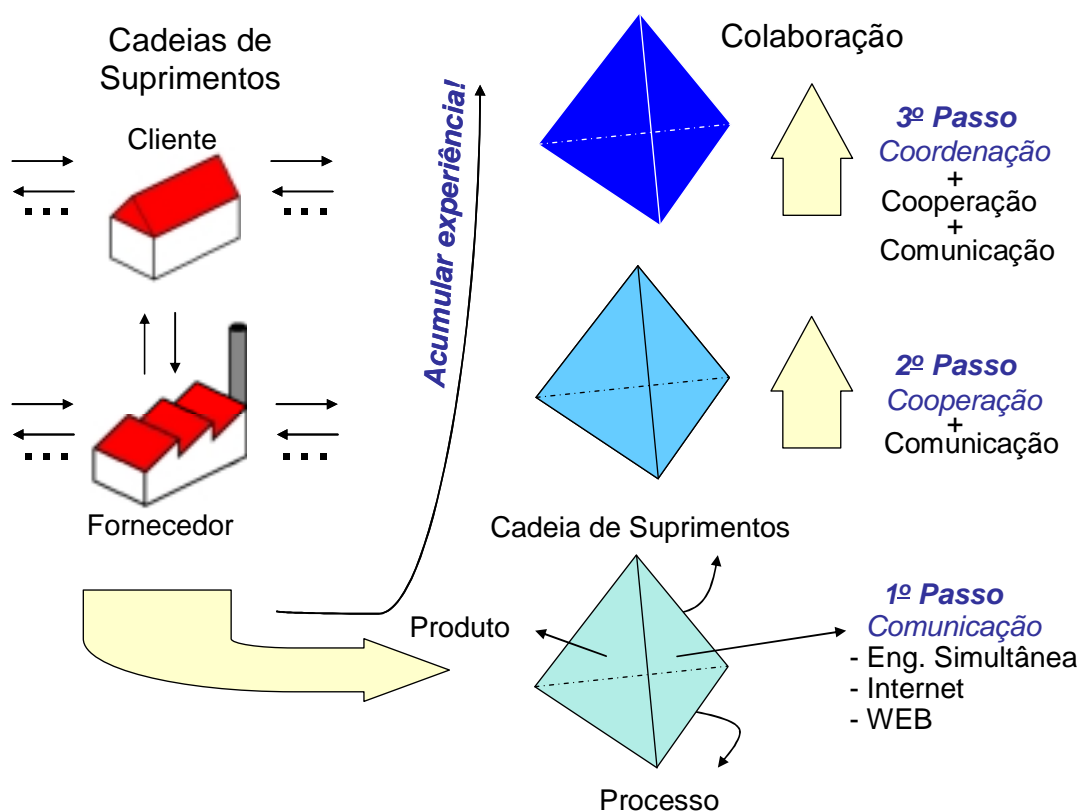 Cadeias de
Suprimentos
Cliente
Fornecedor
Acumular experiência!
Colaboração
3º Passo
Coordenação
+
Cooperação
+
Comunicação
2º Passo
Cooperação
+
Comunicação
Cadeia de Suprimentos
Produto
Processo
1º Passo
Comunicação
- Eng. Simultânea
- Internet
- WEB